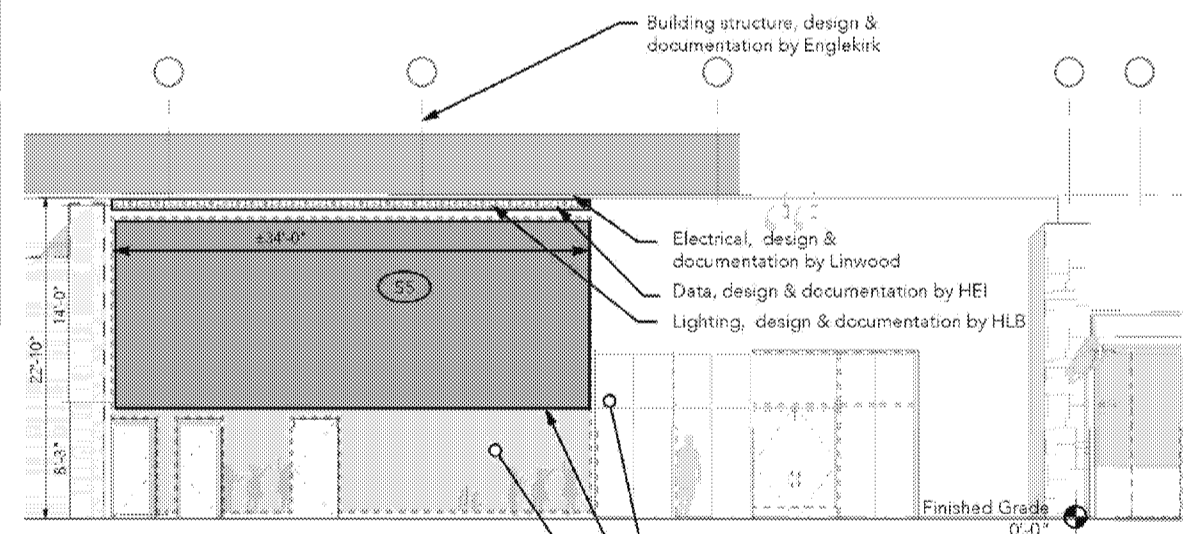 Building structure, design &
documentation by Englekirk
±34'-0"
S5
Electrical, design &
documentation by Linwood
Data, design & documentation by HEI
Lighting, design & documentation by HLB
14'-0"
22'-10"
8'-3"
Finished Grade
0'-0"